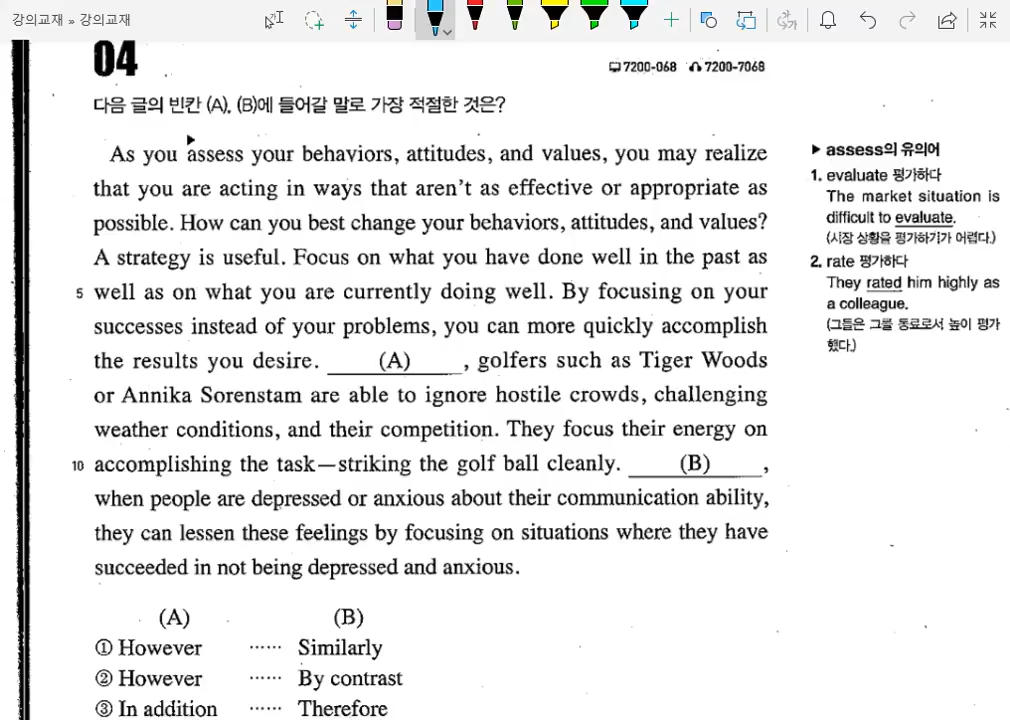 강의교재 » 강의교재
04
7200-068 7200-7068
다음 글의 빈칸 (A), (B)에 들어갈 말로 가장 적절한 것은?
As you assess your behaviors, attitudes, and values, you may realize
that you are acting in ways that aren't as effective or appropriate as
possible. How can you best change your behaviors, attitudes, and values?
A strategy is useful. Focus on what you have done well in the past as
5 well as on what you are currently doing well. By focusing on your
successes instead of your problems, you can more quickly accomplish
the results you desire. (A) , golfers such as Tiger Woods
or Annika Sorenstam are able to ignore hostile crowds, challenging
weather conditions, and their competition. They focus their energy on
10 accomplishing the task—striking the golf ball cleanly. (B) ,
when people are depressed or anxious about their communication ability,
they can lessen these feelings by focusing on situations where they have
succeeded in not being depressed and anxious.
(A) (B)
① However ······ Similarly
② However ······ By contrast
③ In addition ······ Therefore
▶ assess의 유의어
1. evaluate 평가하다
The market situation is
difficult to evaluate.
(시장 상황을 평가하기가 어렵다.)
2. rate 평가하다
They rated him highly as
a colleague.
(그들은 그를 동료로서 높이 평가
했다.)